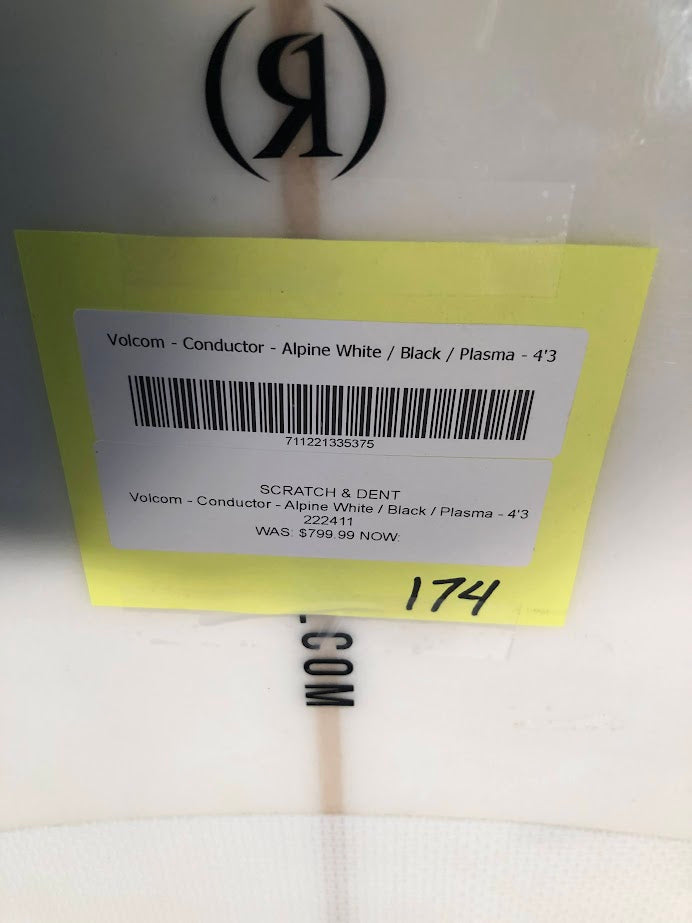 (R)
Volcom - Conductor - Alpine White / Black / Plasma - 4'3
711221335375
SCRATCH & DENT
Volcom - Conductor - Alpine White / Black / Plasma - 4'3
222411
WAS: $799.99 NOW:
174
.COM